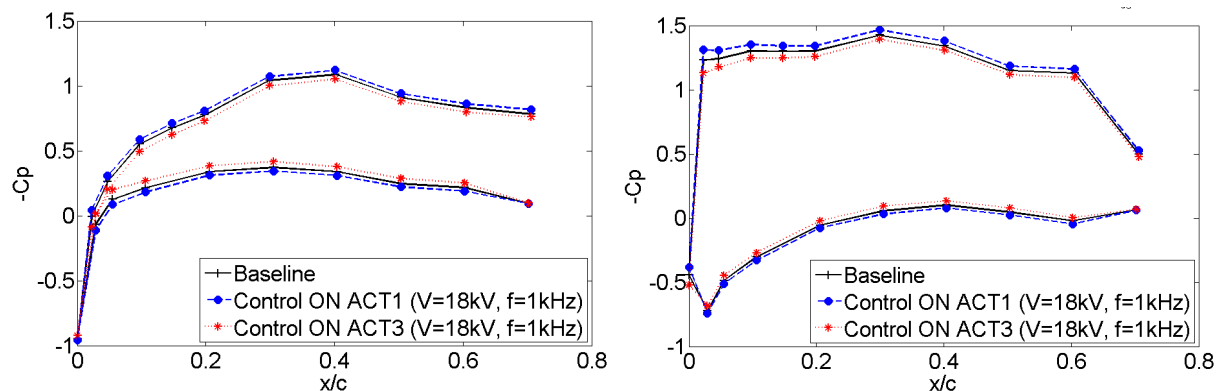 1.5
1
0.5
0
-0.5
-1
-Cp
0
0.2
0.4
0.6
0.8
x/c
Baseline
Control ON ACT1 (V=18kV, f=1kHz)
Control ON ACT3 (V=18kV, f=1kHz)
1.5
1
0.5
0
-0.5
-1
-Cp
0
0.2
0.4
0.6
0.8
x/c
Baseline
Control ON ACT1 (V=18kV, f=1kHz)
Control ON ACT3 (V=18kV, f=1kHz)